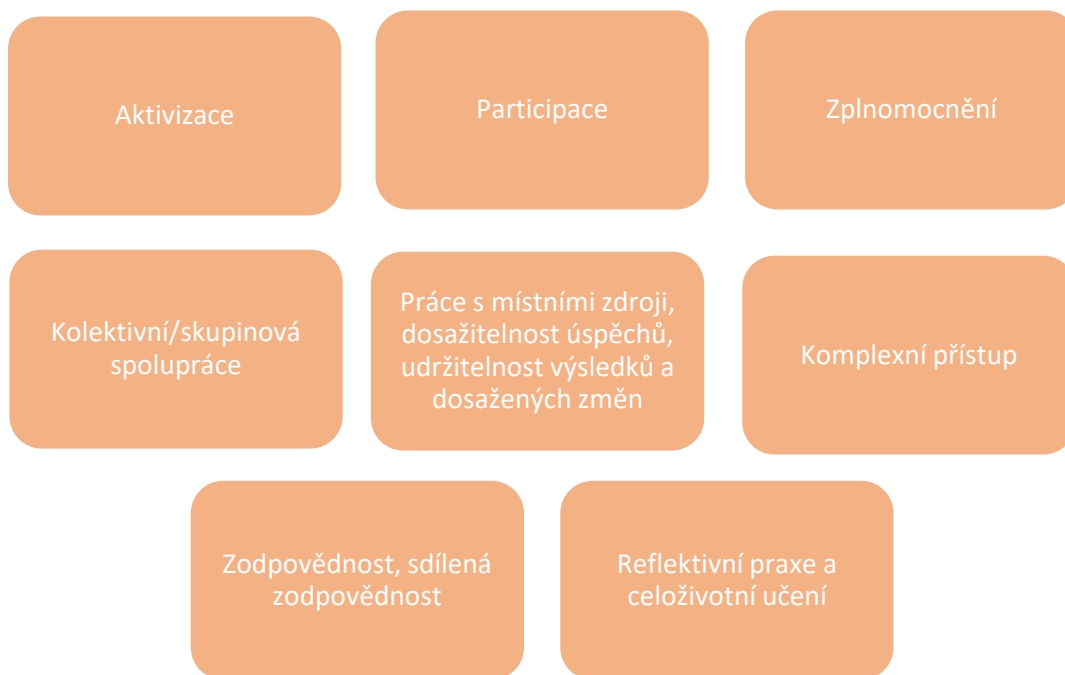 Aktivizace
Participace
Zplnomocnění
Kolektivní/skupinová
spolupráce
Práce s místními zdroji,
dosažitelnost úspěchů,
udržitelnost výsledků a
dosažených změn
Komplexní přístup
Zodpovědnost, sdílená
zodpovědnost
Reflektivní praxe a
celoživotní učení